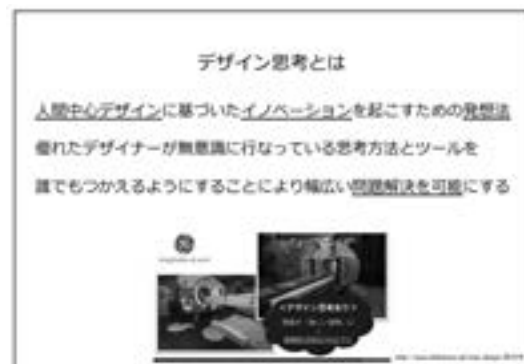 デザイン思考とは
人間中心デザインに基づいたイノベーションを起こすための発想法
優れたデザイナーが無意識に行なっている思考方法とツールを
誰でもつかえるようにすることにより幅広い問題解決を可能にする